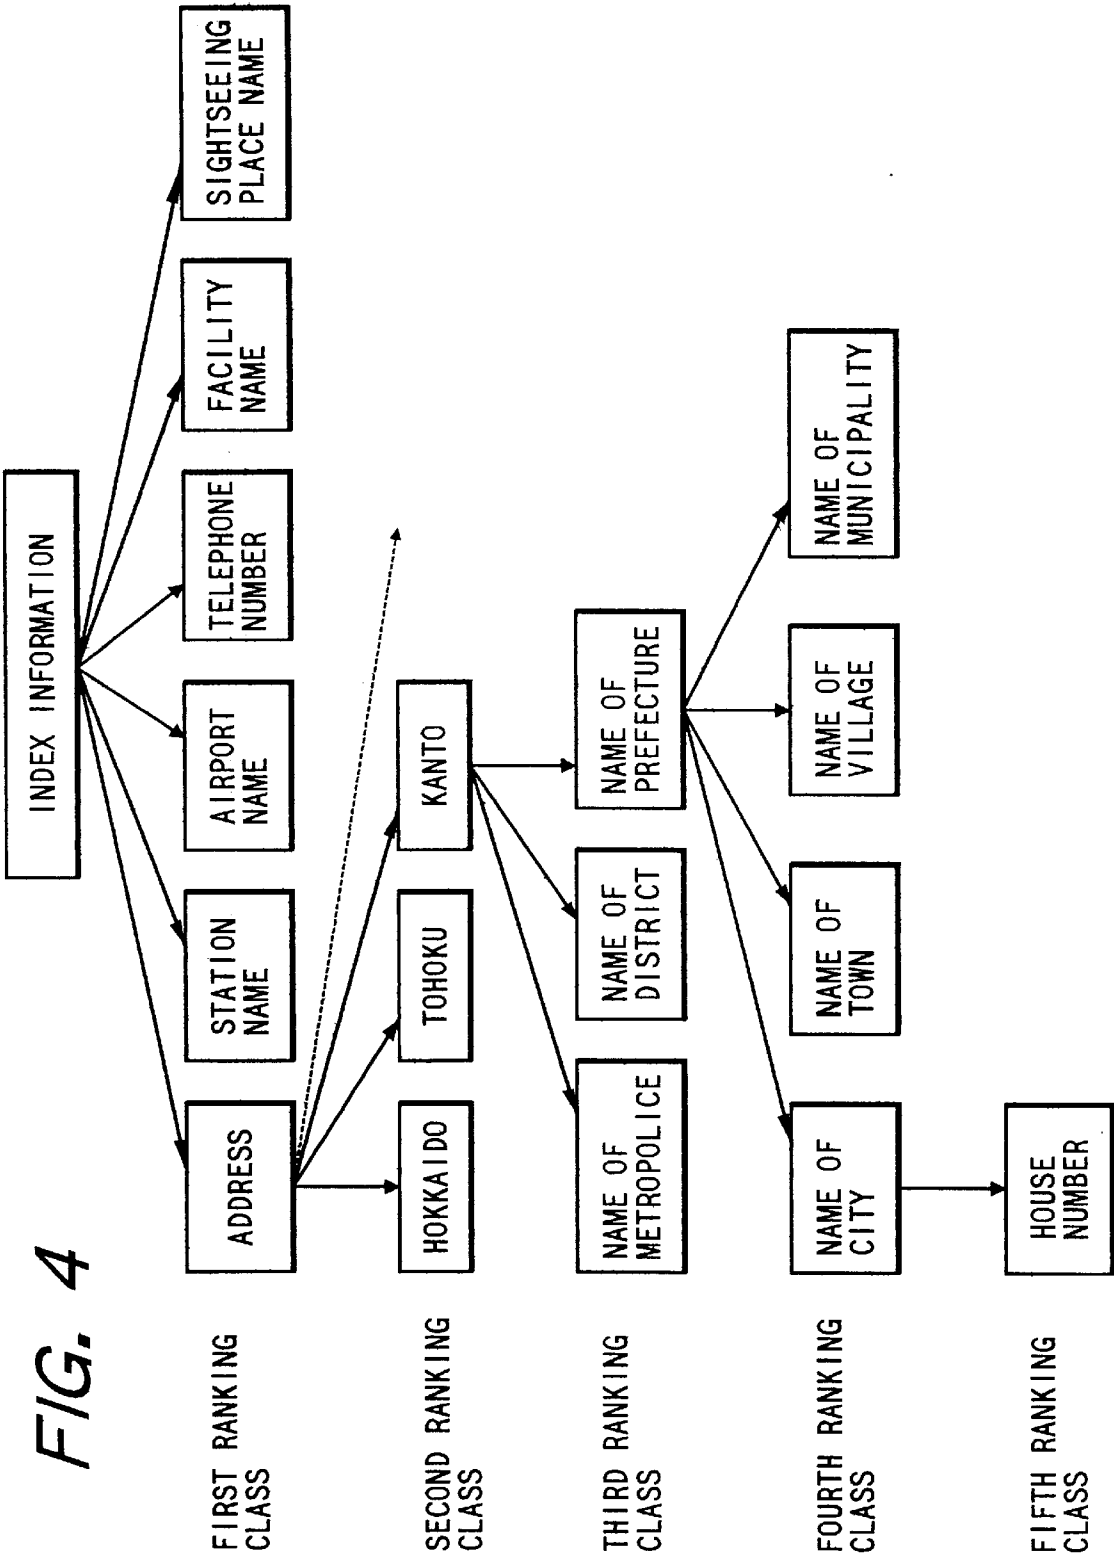 FIG. 4
INDEX INFORMATION
FIRST RANKING
CLASS
ADDRESS
STATION
NAME
AIRPORT
NAME
TELEPHONE
NUMBER
FACILITY
NAME
SIGHTSEEING
PLACE NAME
SECOND RANKING
CLASS
HOKKAIDO
TOHOKU
KANTO
THIRD RANKING
CLASS
NAME OF
METROPOLICE
NAME OF
DISTRICT
NAME OF
PREFECTURE
FOURTH RANKING
CLASS
NAME OF
CITY
NAME OF
TOWN
NAME OF
VILLAGE
NAME OF
MUNICIPALITY
FIFTH RANKING
CLASS
HOUSE
NUMBER